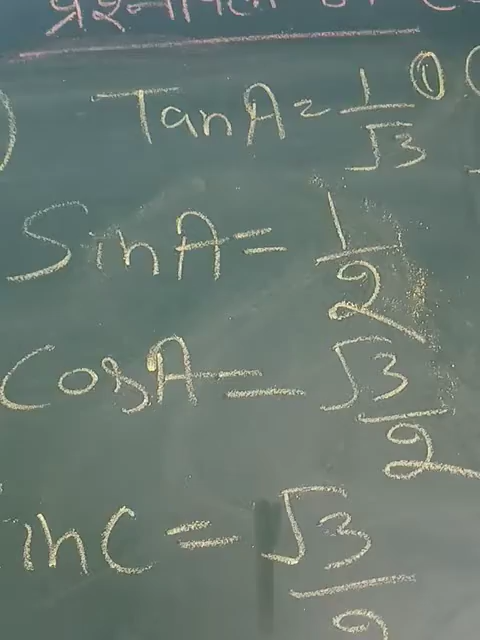 Tan A = 1/√3 ①
Sin A = 1/2
Cos A = √3/2
in C = √3/2